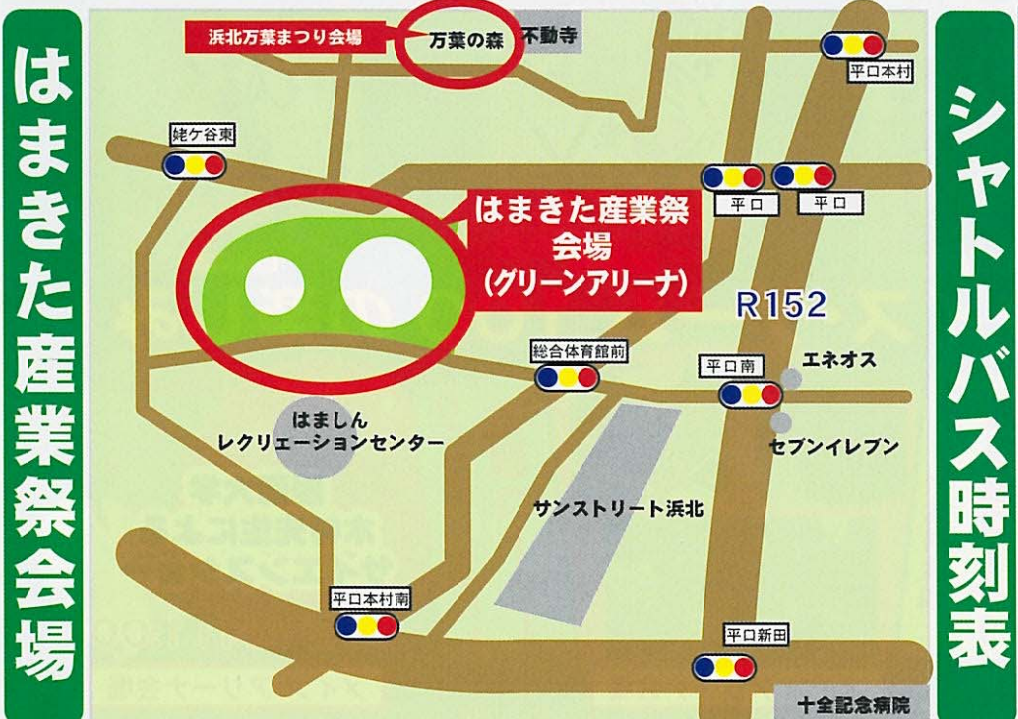 はまきた産業祭会場
シャトルバス時刻表
浜北万葉まつり会場
万葉の森
不動寺
平口本村
姥ケ谷東
平口
平口
はまきた産業祭
会場
(グリーンアリーナ)
R152
総合体育館前
平口南
エネオス
はましん
レクリエーションセンター
セブンイレブン
サンストリート浜北
平口本村南
平口新田
十全記念病院